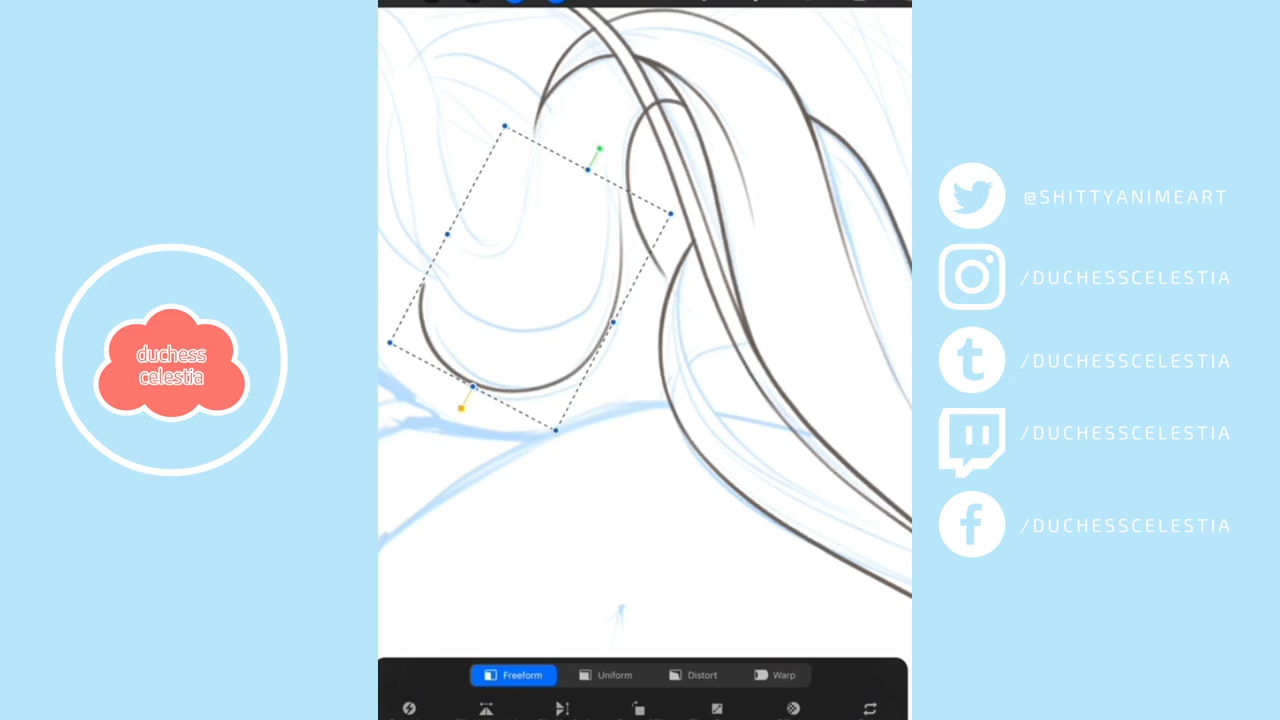 duchess
celestia
@SHITTYANIMEART
/DUCHESSCELESTIA
/DUCHESSCELESTIA
/DUCHESSCELESTIA
/DUCHESSCELESTIA
Freeform
Uniform
Distort
Warp